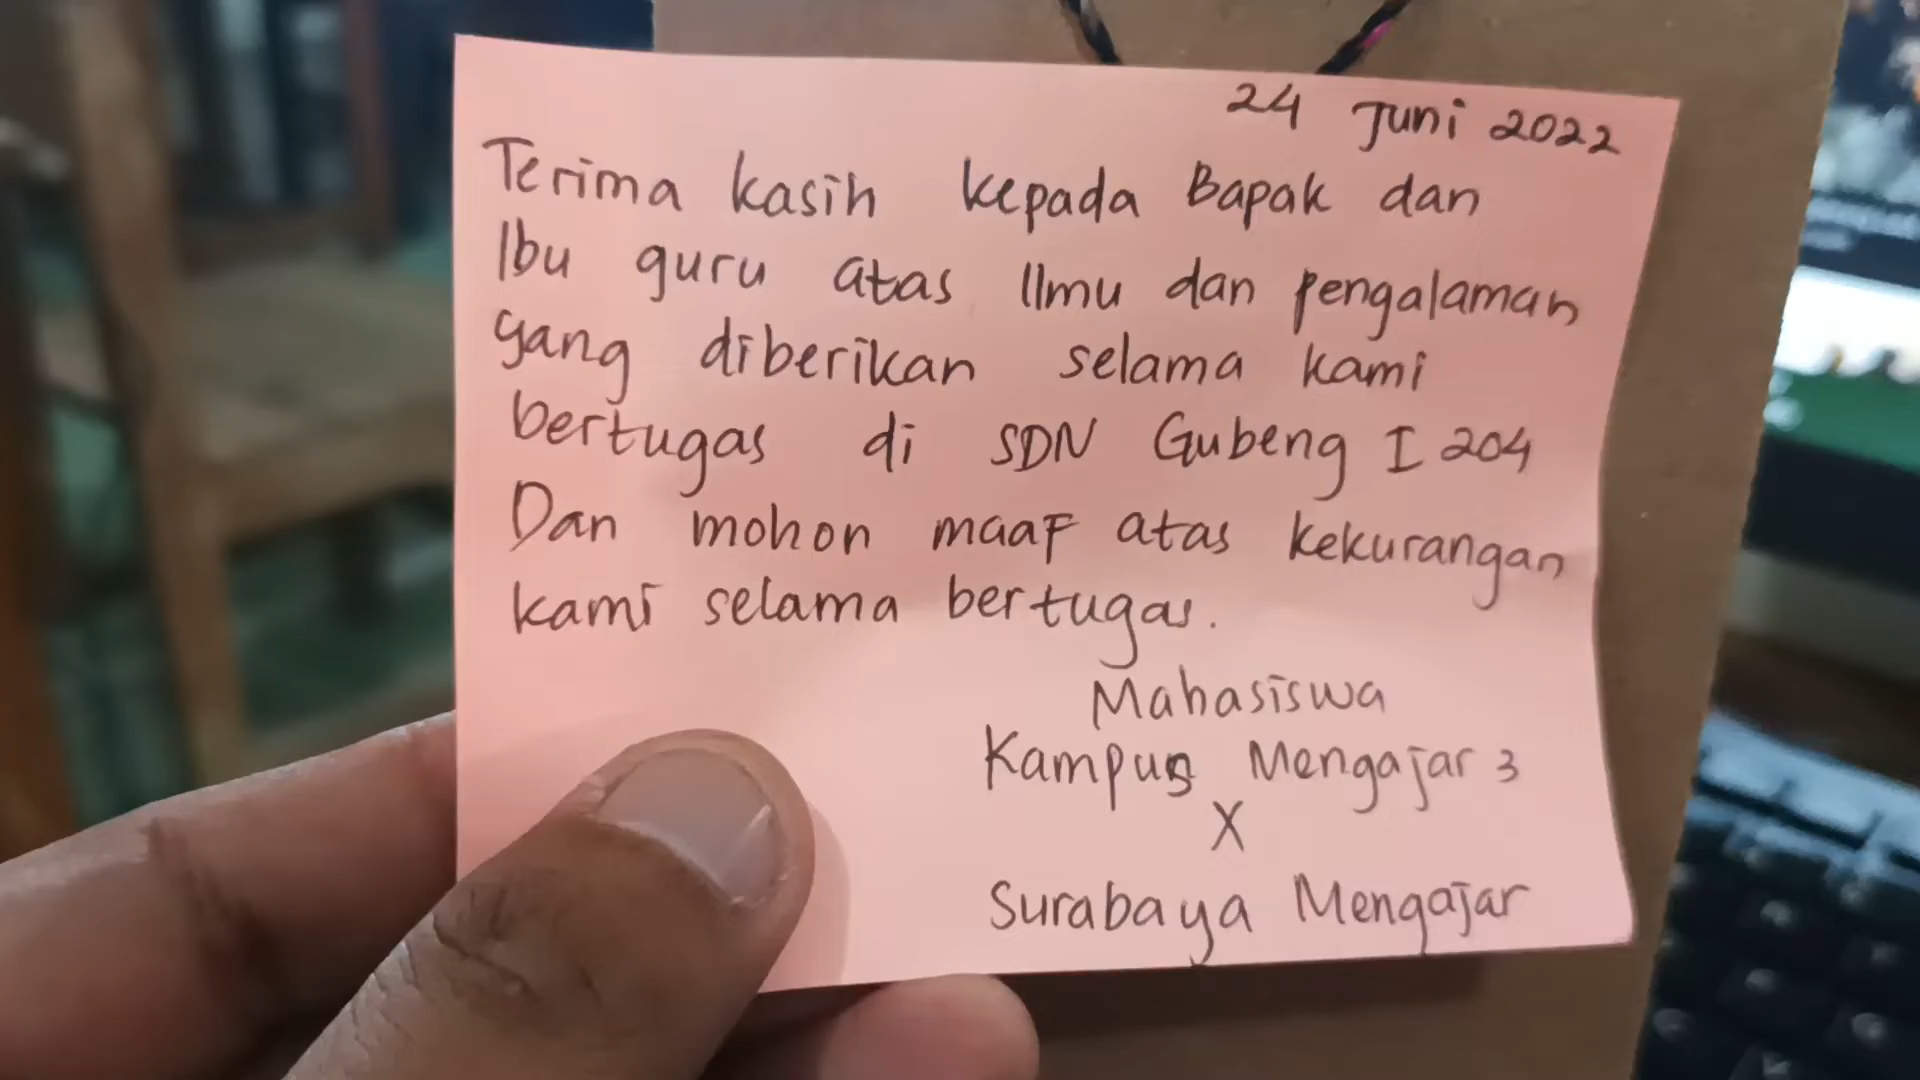 24 Juni 2022
Terima kasih kepada Bapak dan
Ibu guru atas Ilmu dan pengalaman
yang diberikan selama kami
bertugas di SDN Gubeng I 204
Dan mohon maaf atas kekurangan
kami selama bertugas.
Mahasiswa
Kampus Mengajar 3
X
Surabaya Mengajar